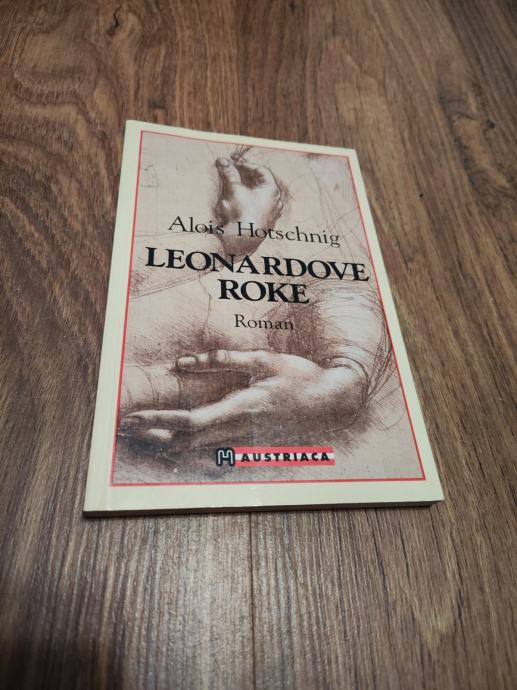 Alois Hotschnig
LEONARDOVE
ROKE
Roman
AUSTRIACA